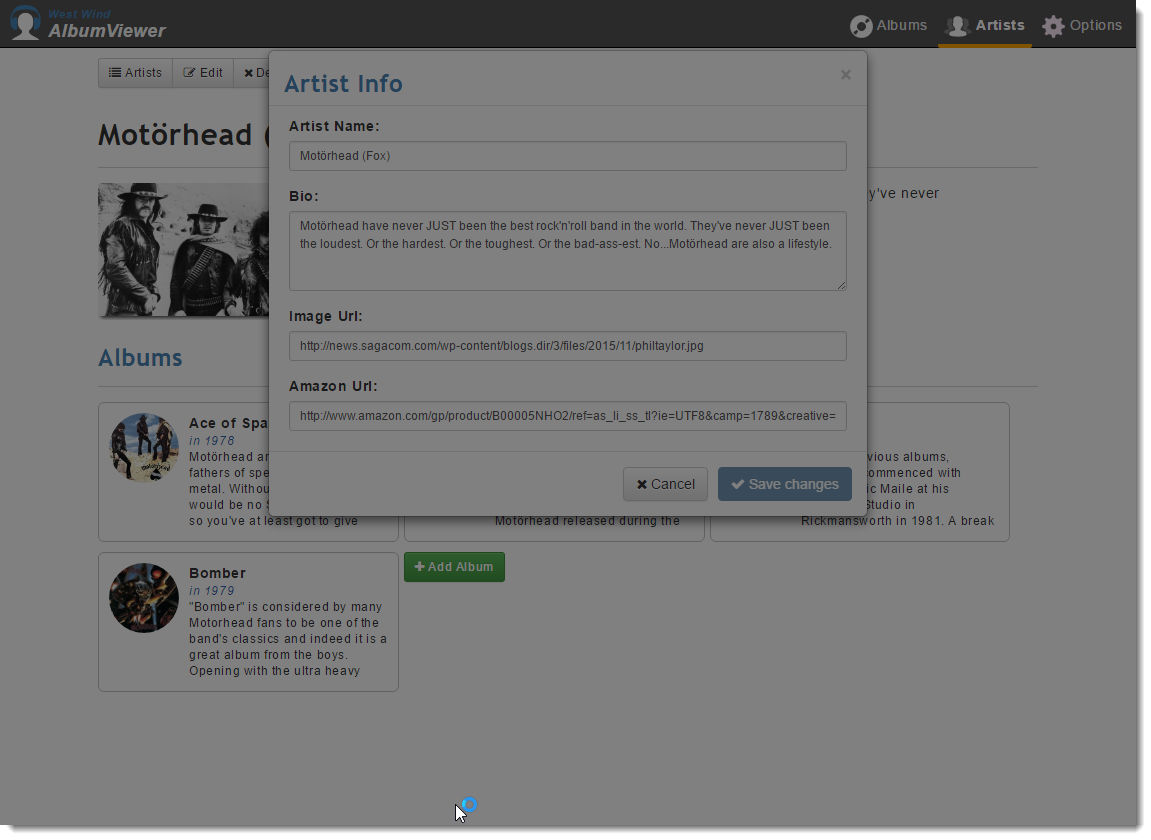 West Wind
AlbumViewer
Albums
Artists
Options
Artists
Edit
De
Motörhead (
y've never
Albums
Ace of Spa
in 1978
Motörhead ar
fathers of spe
metal. Withou
would be no S
so you've at least got to give
Motörhead released during the
vious albums,
ommenced with
ic Maile at his
Studio in
Rickmansworth in 1981. A break
Bomber
in 1979
"Bomber" is considered by many
Motorhead fans to be one of the
band's classics and indeed it is a
great album from the boys.
Opening with the ultra heavy
Add Album
Artist Info
×
Artist Name:
Motörhead (Fox)
Bio:
Motörhead have never JUST been the best rock'n'roll band in the world. They've never JUST been
the loudest. Or the hardest. Or the toughest. Or the bad-ass-est. No...Motörhead are also a lifestyle.
Image Url:
http://news.sagacom.com/wp-content/blogs.dir/3/files/2015/11/philtaylor.jpg
Amazon Url:
http://www.amazon.com/gp/product/B00005NHO2/ref=as_li_ss_tl?ie=UTF8&camp=1789&creative=
Cancel
Save changes